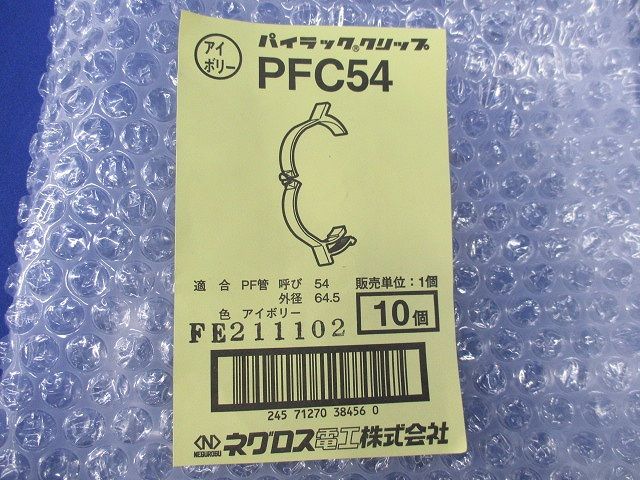 アイ
ボリー
パイラック®クリップ
PFC54
適合 PF管 呼び 54
外径 64.5
色 アイボリー
販売単位:1個
10個
FE211102
245 71270 38456 0
NEGUROSU
ネグロス電工株式会社